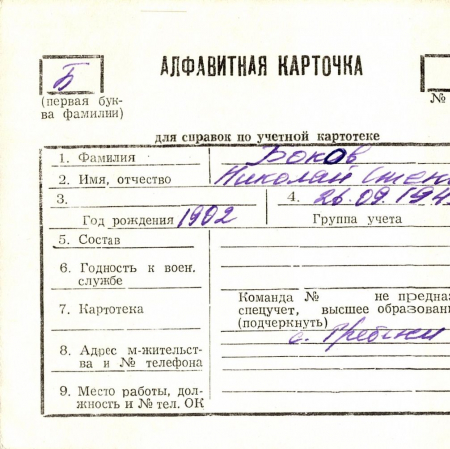 Б
АЛФАВИТНАЯ КАРТОЧКА
(первая бук-
ва фамилии)
№
для справок по учетной картотеке
1. Фамилия Боков
2. Имя, отчество Николай
3. 4. 26.09.194
Год рождения 1902 Группа учета
5. Состав
6. Годность к воен.
службе
7. Картотека
Команда № не предна
спецучет, высшее образован
(подчеркнуть)
8. Адрес м-жительст-
ва и № телефона
с. Гребени
9. Место работы, дол-
жность и № тел. ОК